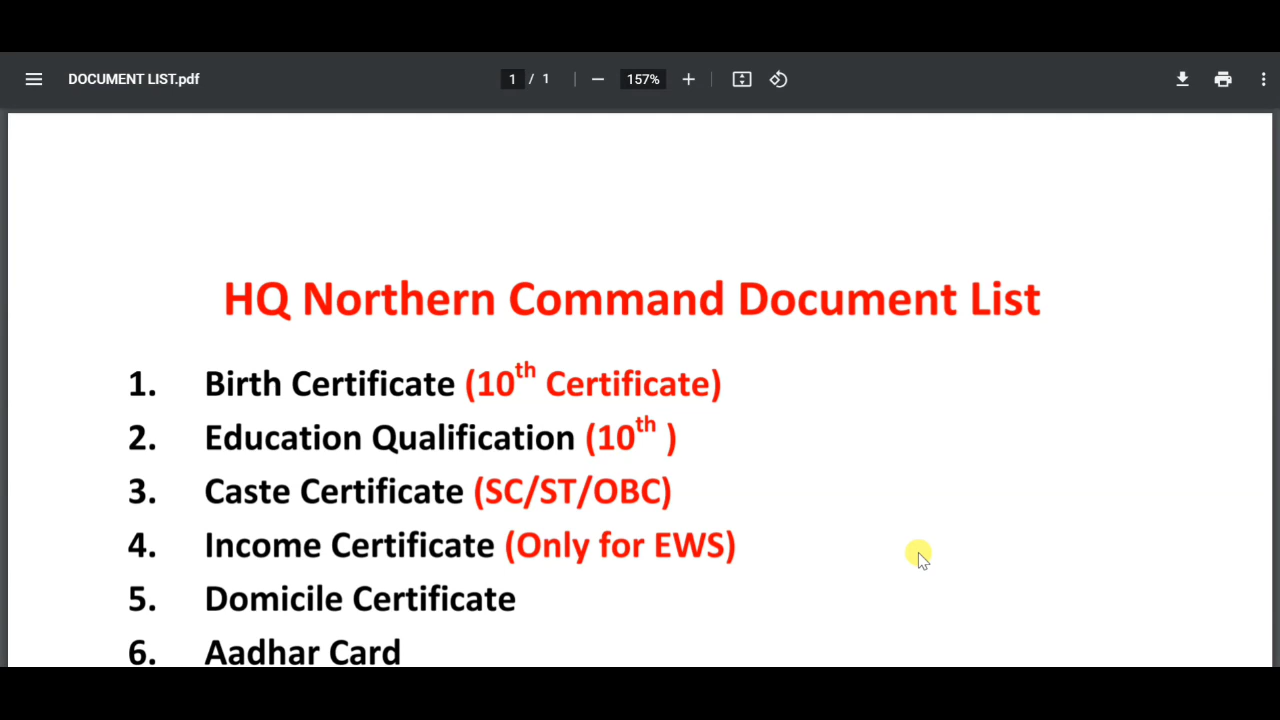 DOCUMENT LIST.pdf
1 / 1
157%
HQ Northern Command Document List
1. Birth Certificate (10th Certificate)
2. Education Qualification (10th )
3. Caste Certificate (SC/ST/OBC)
4. Income Certificate (Only for EWS)
5. Domicile Certificate
6. Aadhar Card